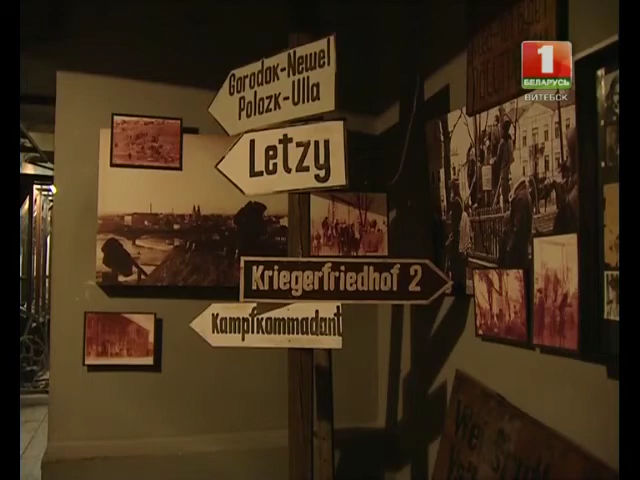 1
БЕЛАРУСЬ
ВИТЕБСК
Gorodok-Newel
Polozk-Ulla
Letzy
Kriegerfriedhof 2
Kampfkommadant